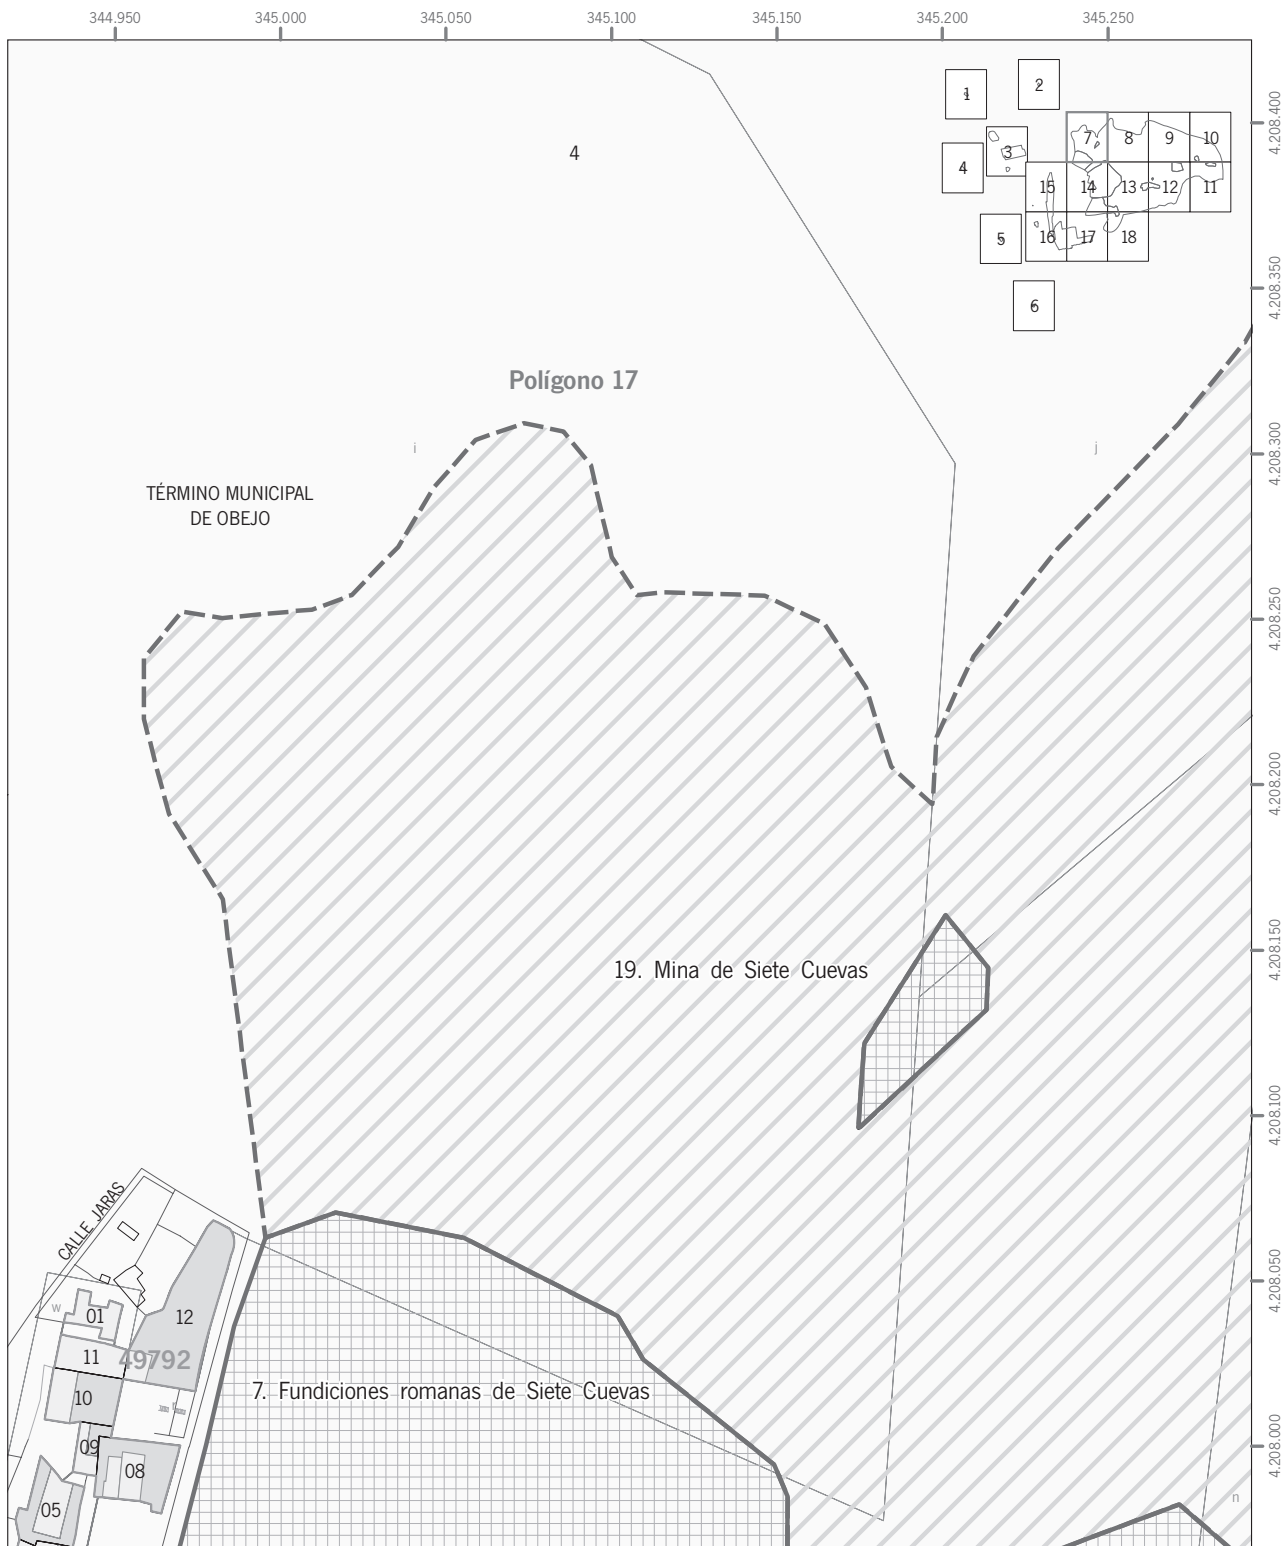 344.950 345.000 345.050 345.100 345.150 345.200 345.250
1
2
3
4
5
6
7 8 9 10
15 14 13 12 11
16 17 18
4.208.400
4.208.350
4.208.300
4.208.250
4.208.200
4.208.150
4.208.100
4.208.050
4.208.000
4
Polígono 17
i
j
TÉRMINO MUNICIPAL
DE OBEJO
19. Mina de Siete Cuevas
CALLE JARAS
w
01
12
11
49792
10
09
08
05
7. Fundiciones romanas de Siete Cuevas
n